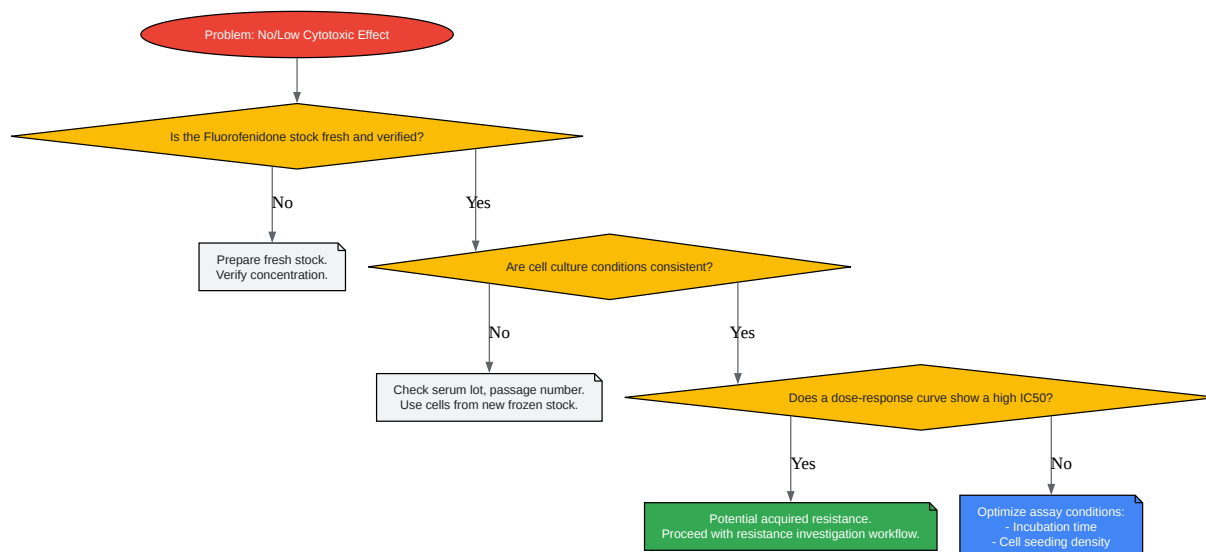 Problem: No/Low Cytotoxic Effect
Is the Fluorofenidone stock fresh and verified?
No
Yes
Prepare fresh stock.
Verify concentration.
Are cell culture conditions consistent?
No
Yes
Check serum lot, passage number.
Use cells from new frozen stock.
Does a dose-response curve show a high IC50?
Yes
No
Potential acquired resistance.
Proceed with resistance investigation workflow.
Optimize assay conditions:
- Incubation time
- Cell seeding density